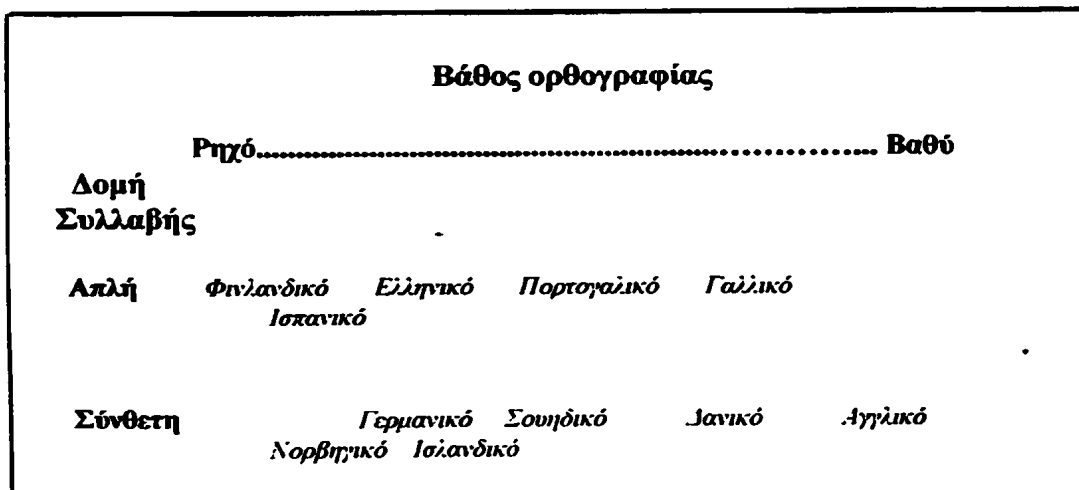 Βάθος ορθογραφίας
Ρηχό.......................................................................... Βαθύ
Δομή
Συλλαβής
Απλή Φινλανδικό Ελληνικό Πορτογαλικό Γαλλικό
Ισπανικό
Σύνθετη Γερμανικό Σουηδικό Δανικό Αγγλικό
Νορβηγικό Ισλανδικό